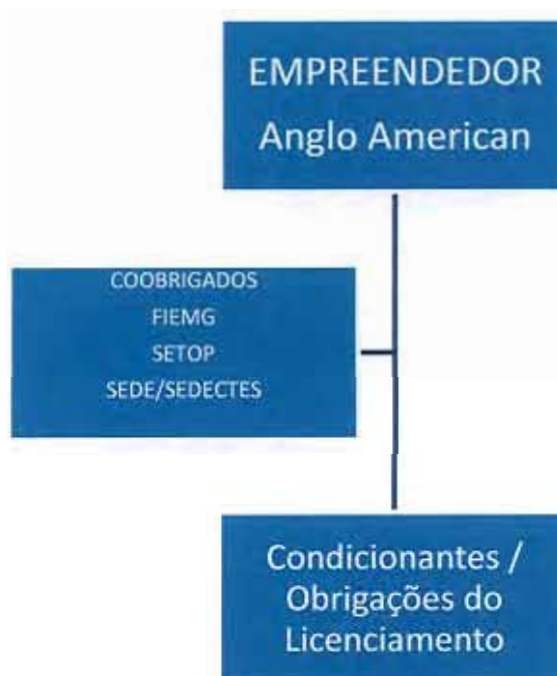 EMPREENDEDOR
Anglo American
COOBRIGADOS
FIEMG
SETOP
SEDE/SEDECTES
Condicionantes /
Obrigações do
Licenciamento